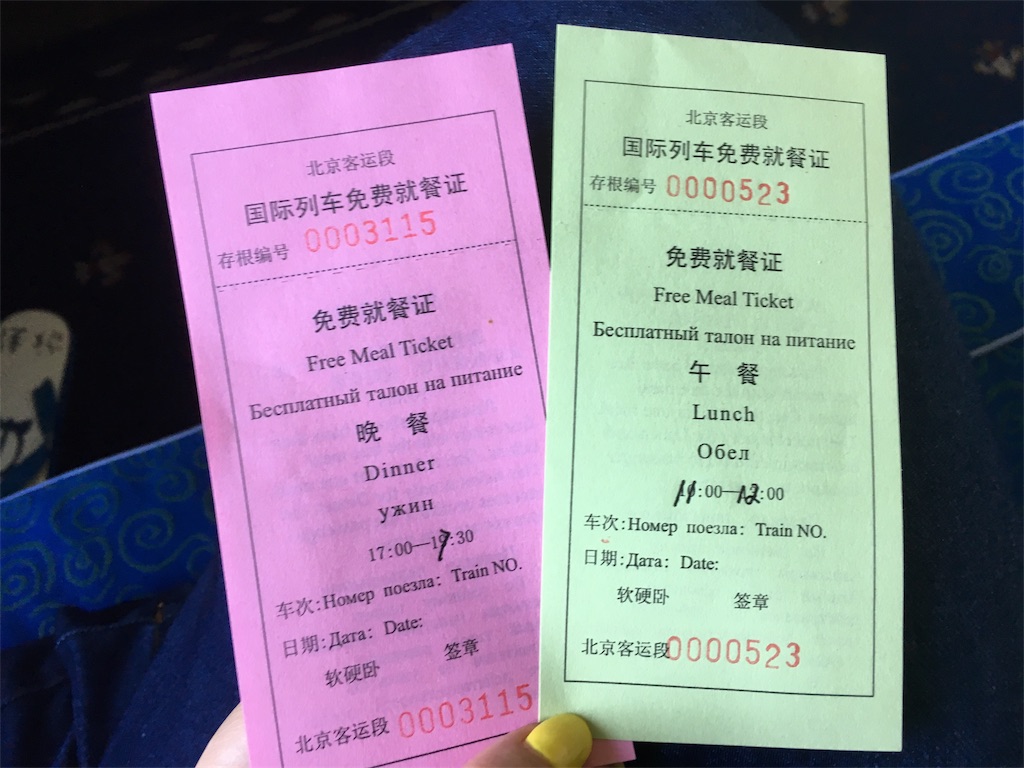 北京客运段
国际列车免费就餐证
存根编号 0003115
免费就餐证
Free Meal Ticket
Бесплатный талон на питание
晚 餐
Dinner
ужин
17:00—17:30
车次:Номер поезла: Train NO.
日期:Дата: Date:
软硬卧 签章
北京客运段 0003115
北京客运段
国际列车免费就餐证
存根编号 0000523
免费就餐证
Free Meal Ticket
Бесплатный талон на питание
午 餐
Lunch
Обел
11:00—12:00
车次:Номер поезла: Train NO.
日期:Дата: Date:
软硬卧 签章
北京客运段 0000523